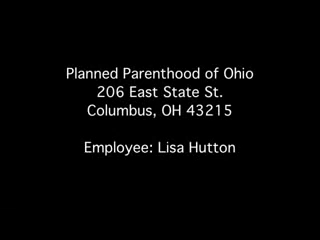 Planned Parenthood of Ohio
206 East State St.
Columbus, OH 43215
Employee: Lisa Hutton